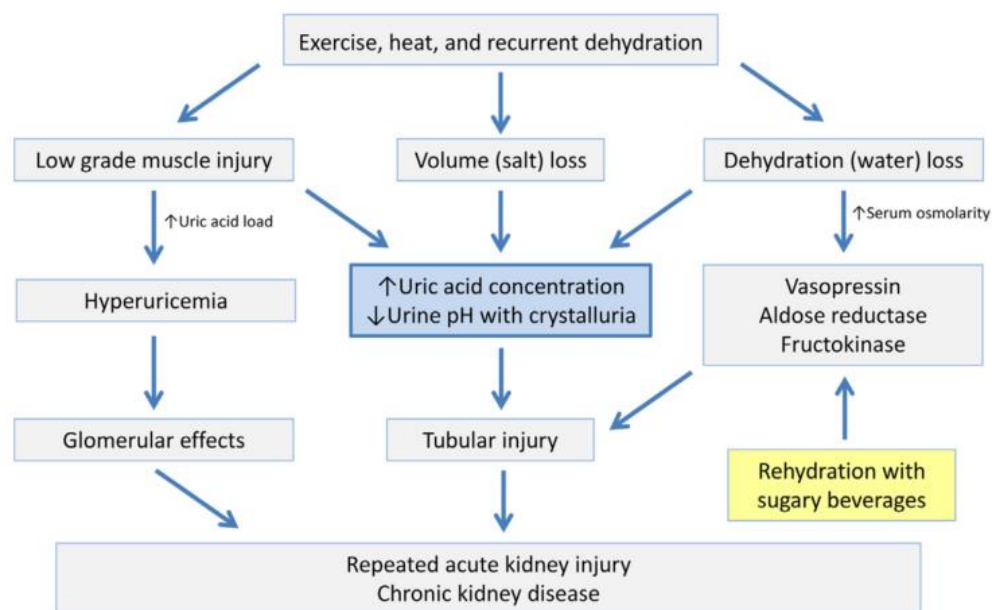 Exercise, heat, and recurrent dehydration
Low grade muscle injury
Volume (salt) loss
Dehydration (water) loss
↑Uric acid load
↑Serum osmolarity
Hyperuricemia
↑Uric acid concentration
↓Urine pH with crystalluria
Vasopressin
Aldose reductase
Fructokinase
Glomerular effects
Tubular injury
Rehydration with
sugary beverages
Repeated acute kidney injury
Chronic kidney disease